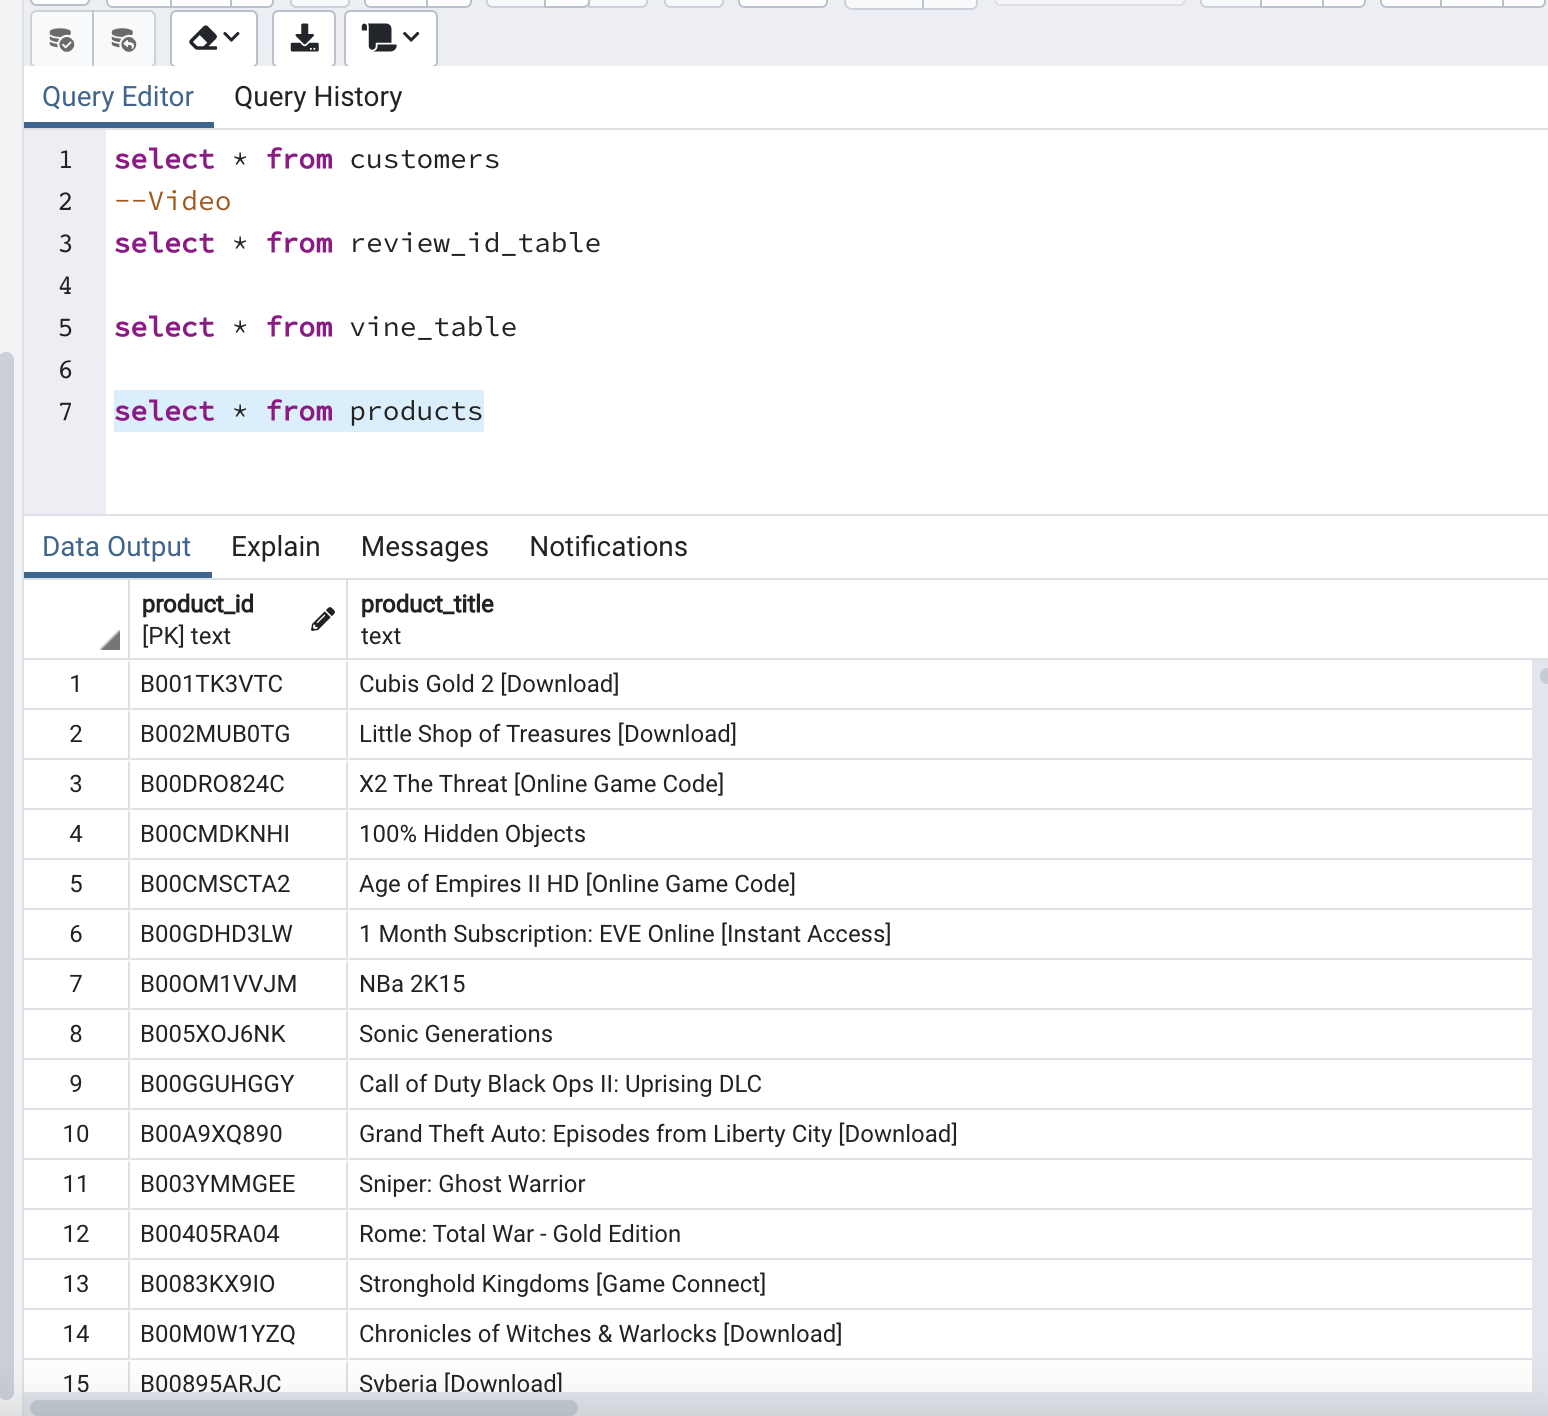 Query Editor Query History
1 select * from customers
2 --Video
3 select * from review_id_table
4
5 select * from vine_table
6
7 select * from products
Data Output Explain Messages Notifications
product_id product_title
[PK] text text
1 B001TK3VTC Cubis Gold 2 [Download]
2 B002MUB0TG Little Shop of Treasures [Download]
3 B00DRO824C X2 The Threat [Online Game Code]
4 B00CMDKNHI 100% Hidden Objects
5 B00CMSCTA2 Age of Empires II HD [Online Game Code]
6 B00GDHD3LW 1 Month Subscription: EVE Online [Instant Access]
7 B00OM1VVJM NBa 2K15
8 B005XOJ6NK Sonic Generations
9 B00GGUHGGY Call of Duty Black Ops II: Uprising DLC
10 B00A9XQ890 Grand Theft Auto: Episodes from Liberty City [Download]
11 B003YMMGEE Sniper: Ghost Warrior
12 B00405RA04 Rome: Total War - Gold Edition
13 B0083KX9IO Stronghold Kingdoms [Game Connect]
14 B00M0W1YZQ Chronicles of Witches & Warlocks [Download]
15 B00895ARJC Syberia [Download]